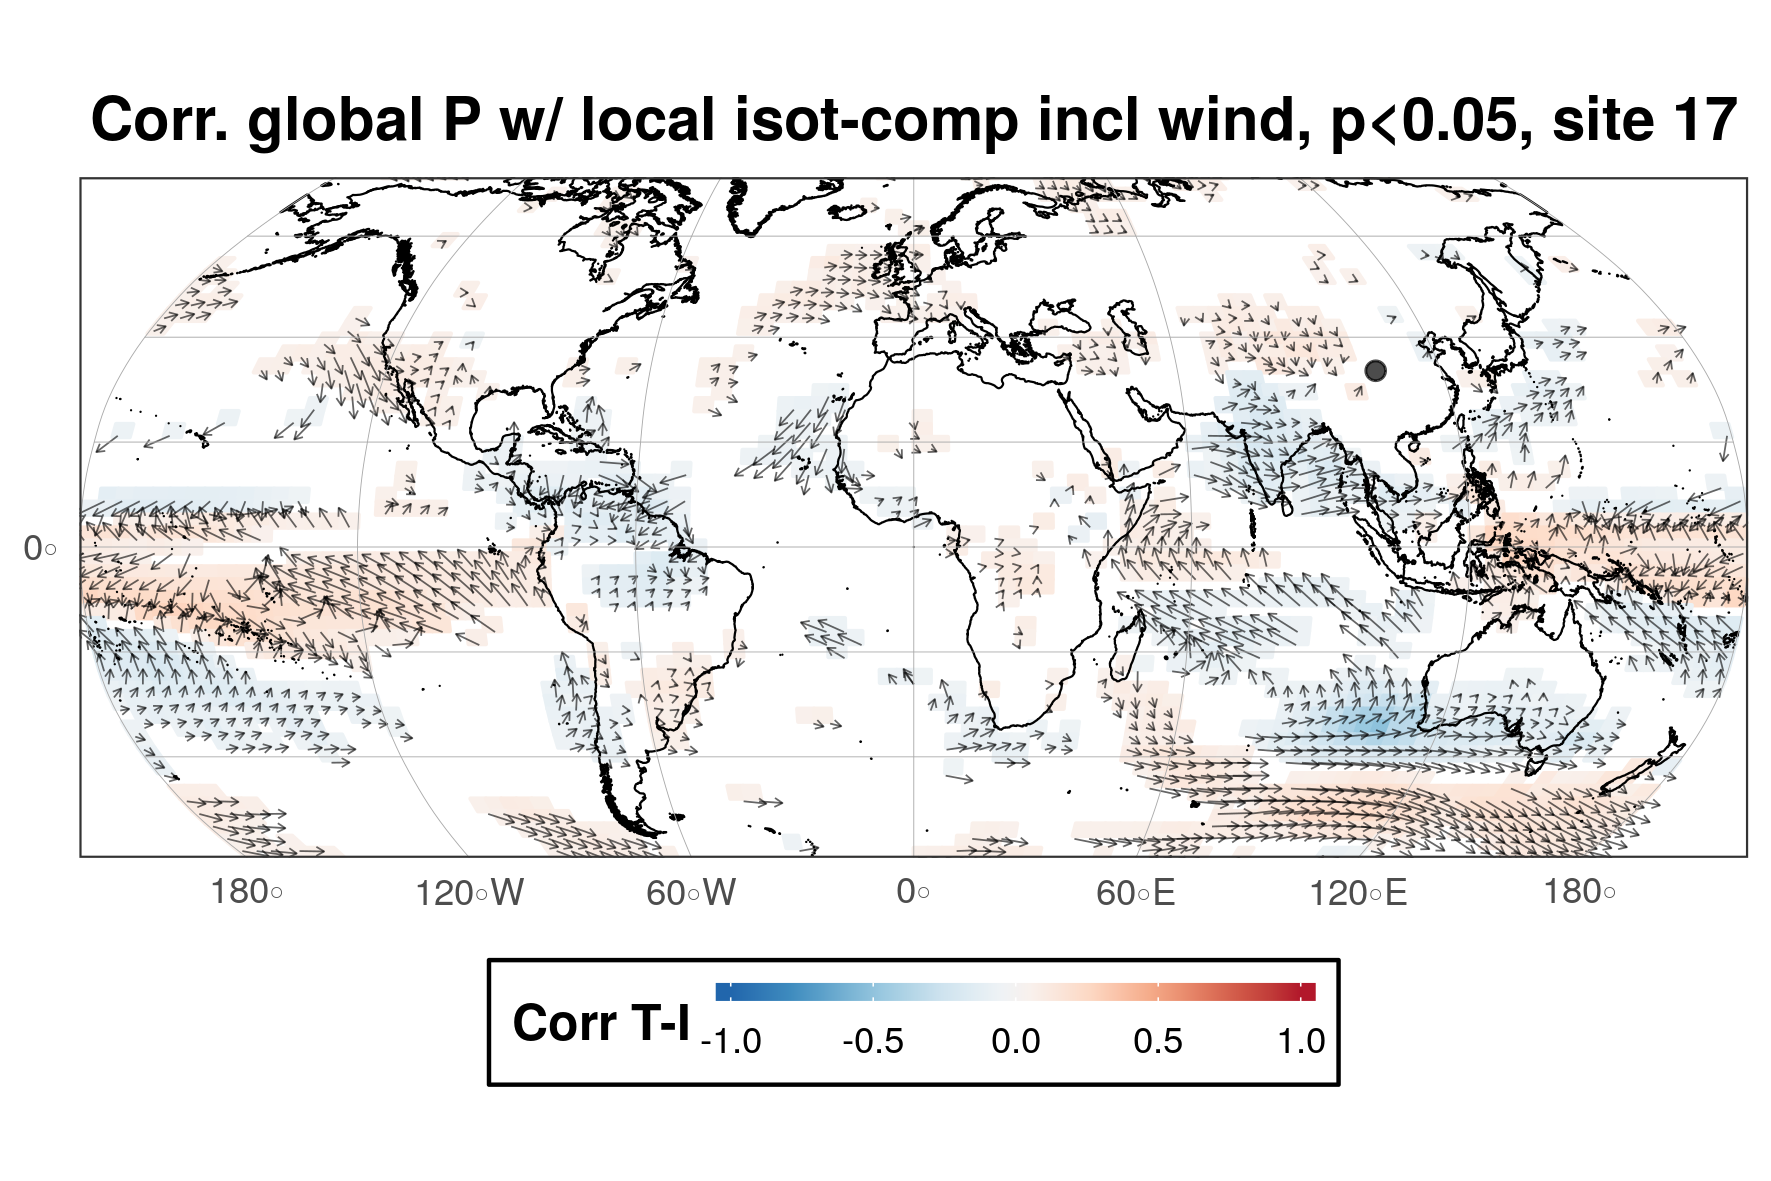 Corr. global P w/ local isot-comp incl wind, p<0.05, site 17
0°
180° 120°W 60°W 0° 60°E 120°E 180°
Corr T-I
-1.0 -0.5 0.0 0.5 1.0